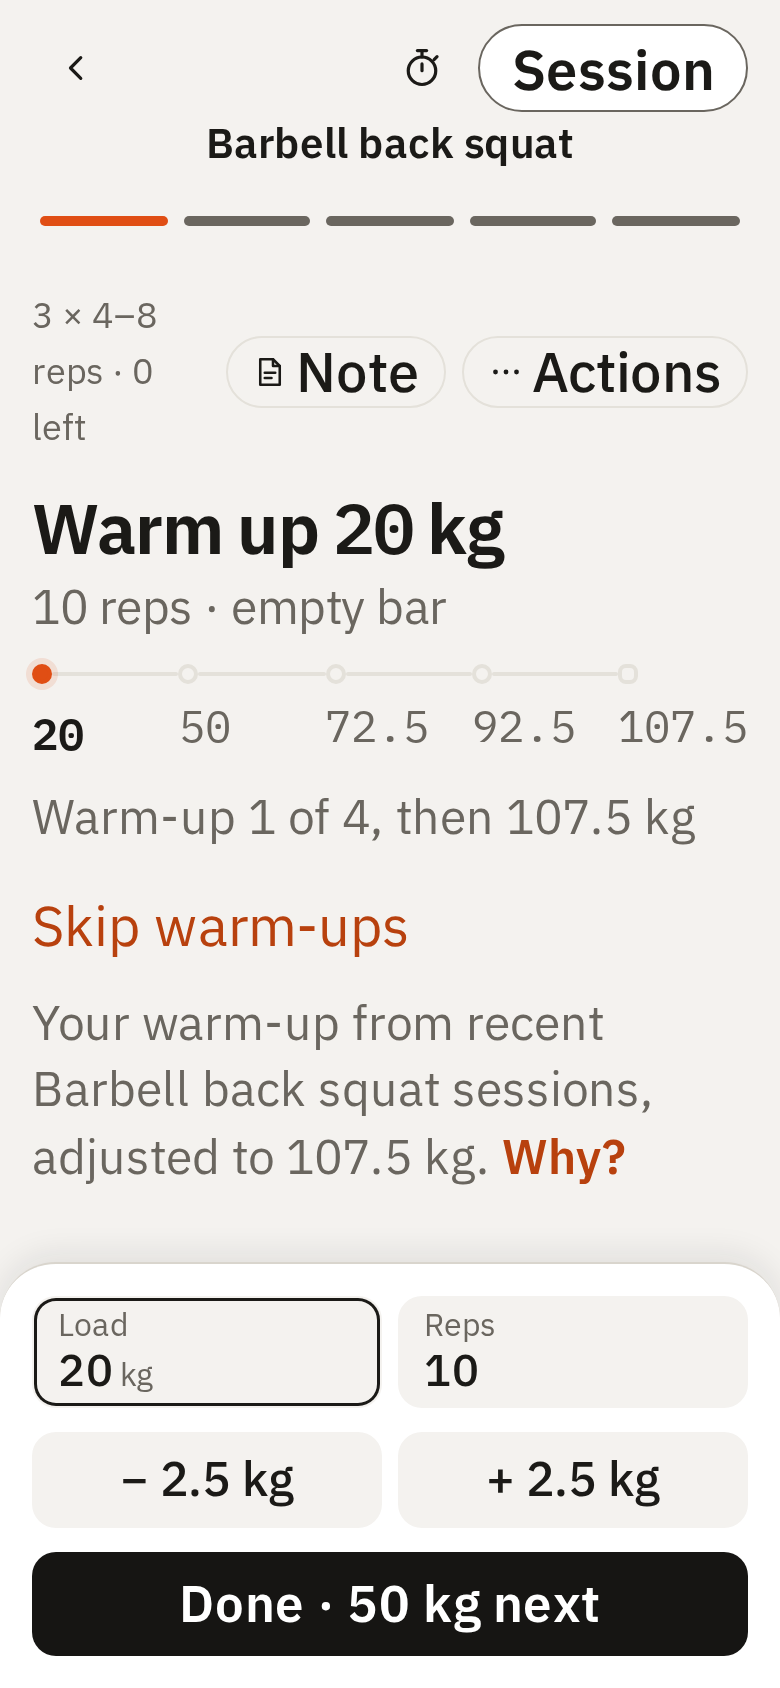 Session
Barbell back squat
3 × 4–8
reps · 0
left
Note
··· Actions
Warm up 20 kg
10 reps · empty bar
20 50 72.5 92.5 107.5
Warm-up 1 of 4, then 107.5 kg
Skip warm-ups
Your warm-up from recent
Barbell back squat sessions,
adjusted to 107.5 kg. Why?
Load
20 kg
Reps
10
− 2.5 kg
+ 2.5 kg
Done · 50 kg next